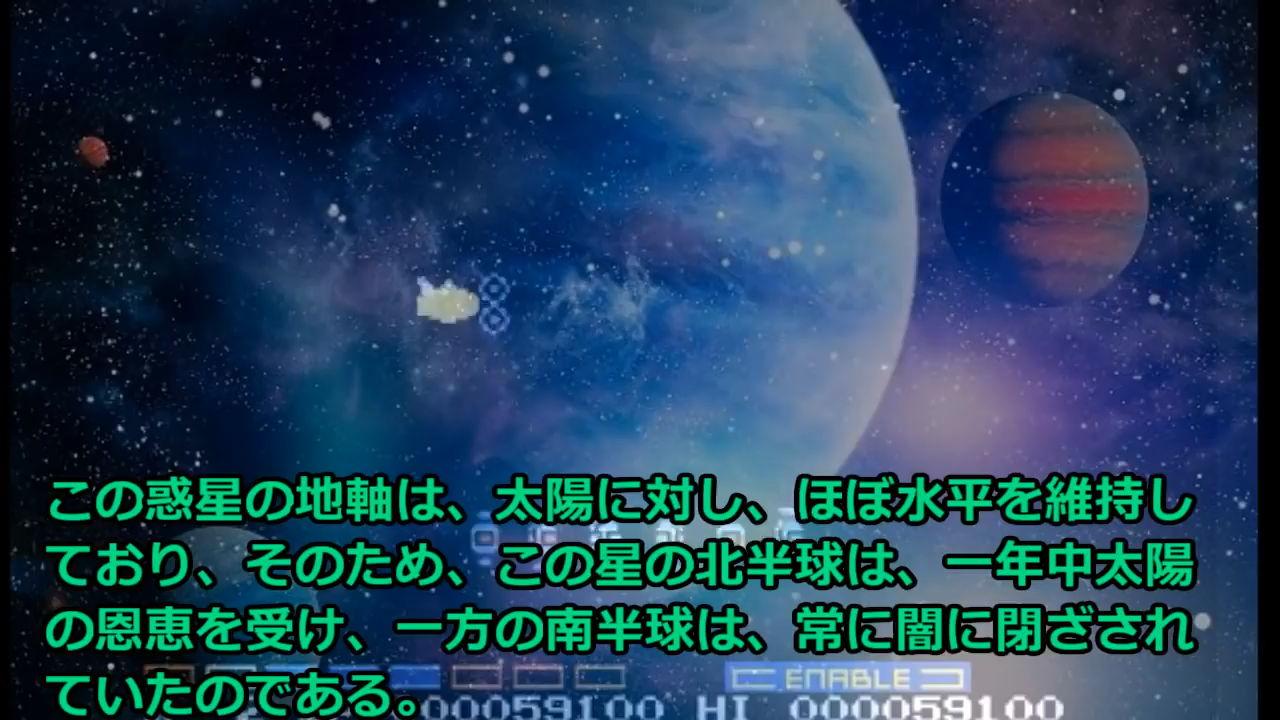 この惑星の地軸は、太陽に対し、ほぼ水平を維持し
ており、そのため、この星の北半球は、一年中太陽
の恩恵を受け、一方の南半球は、常に闇に閉ざされ
ていたのである。
ENABLE
00059100 HI 000059100